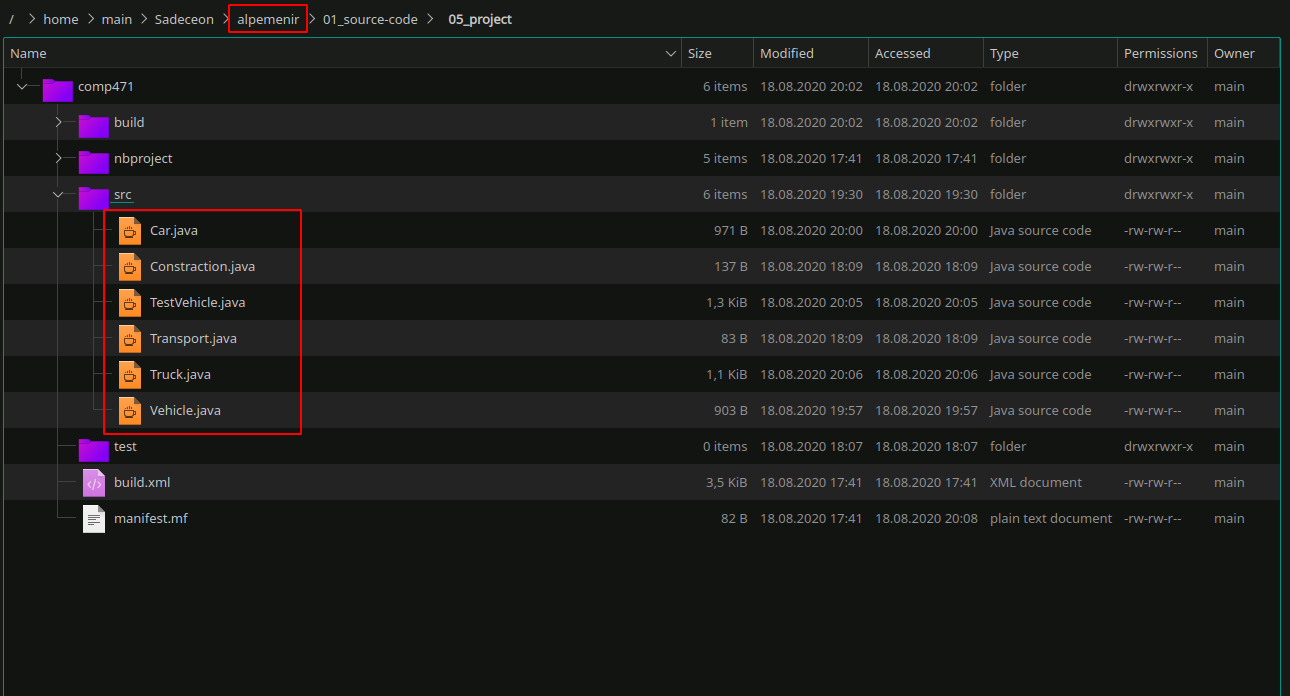 / home main Sadeceon alpemenir 01_source-code 05_project
Name Size Modified Accessed Type Permissions Owner
comp471 6 items 18.08.2020 20:02 18.08.2020 20:02 folder drwxrwxr-x main
build 1 item 18.08.2020 20:02 18.08.2020 20:02 folder drwxrwxr-x main
nbproject 5 items 18.08.2020 17:41 18.08.2020 17:41 folder drwxrwxr-x main
src 6 items 18.08.2020 19:30 18.08.2020 19:30 folder drwxrwxr-x main
Car.java 971 B 18.08.2020 20:00 18.08.2020 20:00 Java source code -rw-rw-r-- main
Constraction.java 137 B 18.08.2020 18:09 18.08.2020 18:09 Java source code -rw-rw-r-- main
TestVehicle.java 1,3 KiB 18.08.2020 20:05 18.08.2020 20:05 Java source code -rw-rw-r-- main
Transport.java 83 B 18.08.2020 18:09 18.08.2020 18:09 Java source code -rw-rw-r-- main
Truck.java 1,1 KiB 18.08.2020 20:06 18.08.2020 20:06 Java source code -rw-rw-r-- main
Vehicle.java 903 B 18.08.2020 19:57 18.08.2020 19:57 Java source code -rw-rw-r-- main
test 0 items 18.08.2020 18:07 18.08.2020 18:07 folder drwxrwxr-x main
build.xml 3,5 KiB 18.08.2020 17:41 18.08.2020 17:41 XML document -rw-rw-r-- main
manifest.mf 82 B 18.08.2020 17:41 18.08.2020 20:08 plain text document -rw-rw-r-- main